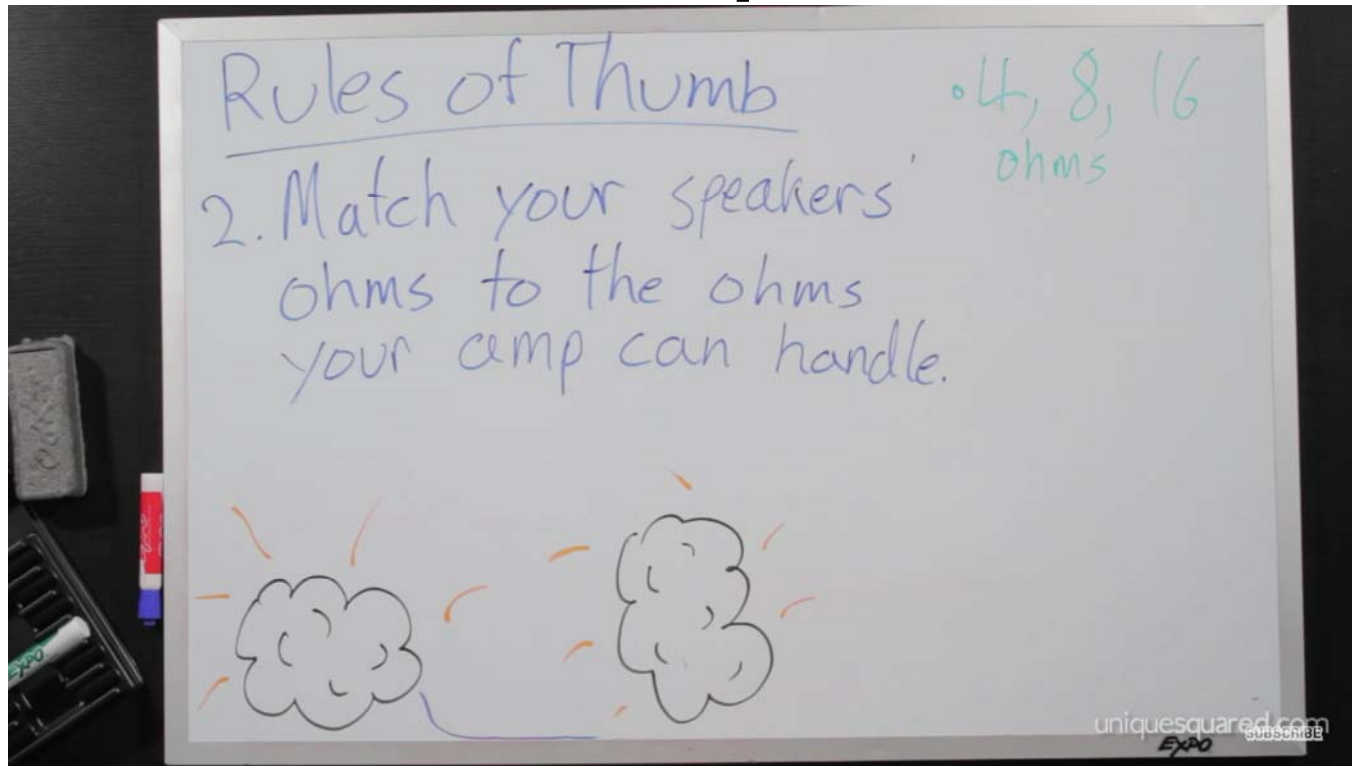 Rules of Thumb
• 4, 8, 16
ohms
2. Match your speakers'
ohms to the ohms
your amp can handle.
EXPO
uniquesquared.com
SUBSCRIBE
EXPO